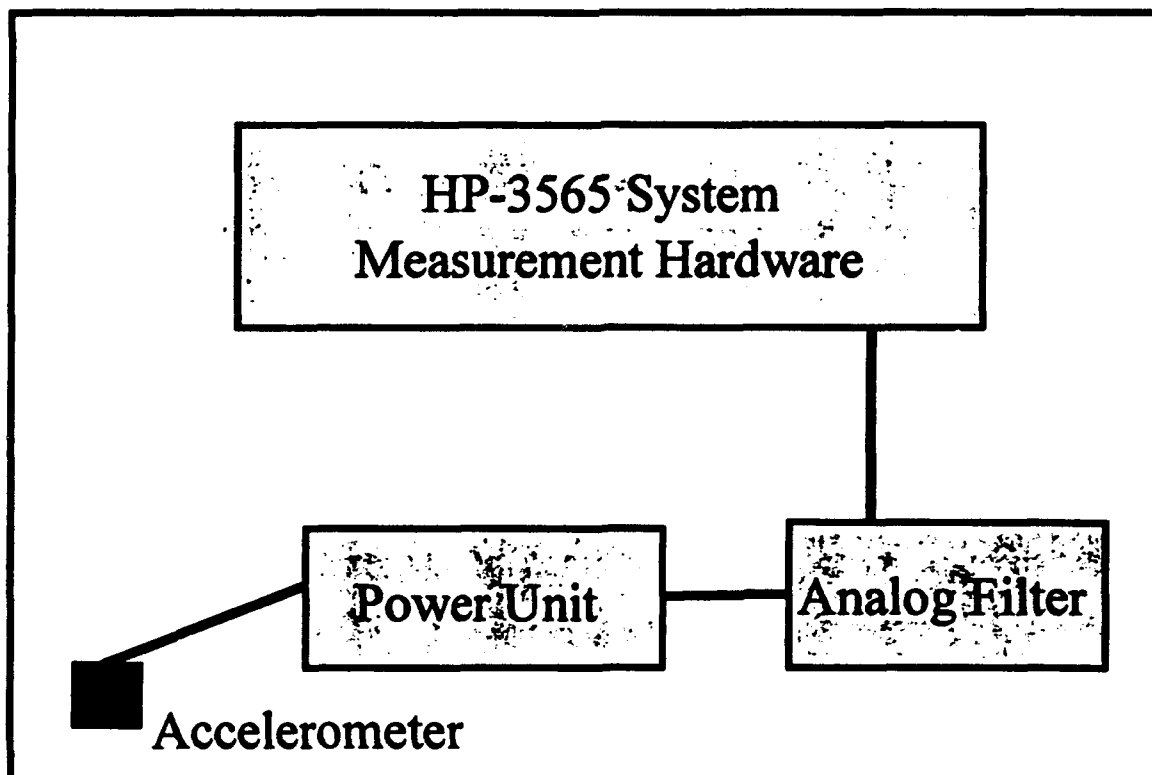 HP-3565 System
Measurement Hardware
Power Unit
Analog Filter
Accelerometer